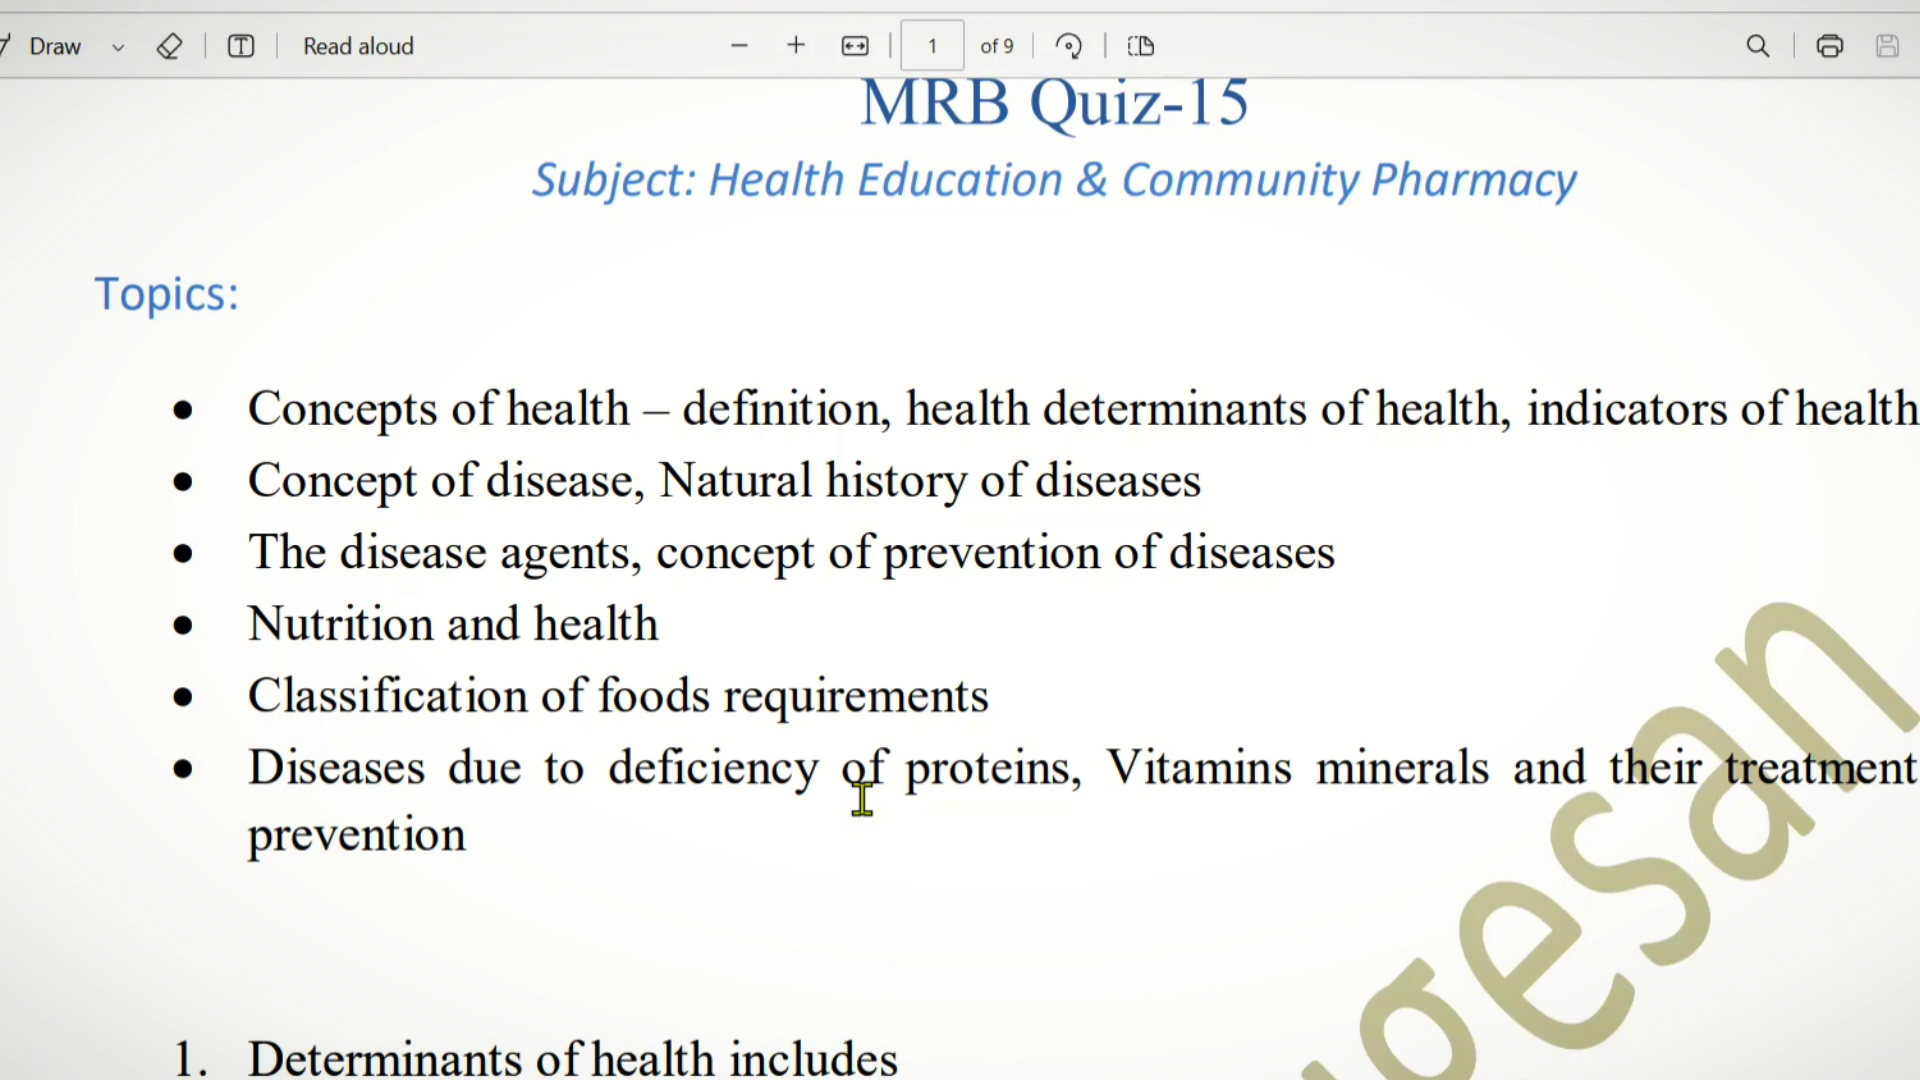 Draw
Read aloud
1 of 9
MRB Quiz-15
Subject: Health Education & Community Pharmacy
Topics:
• Concepts of health – definition, health determinants of health, indicators of health
• Concept of disease, Natural history of diseases
• The disease agents, concept of prevention of diseases
• Nutrition and health
• Classification of foods requirements
• Diseases due to deficiency of proteins, Vitamins minerals and their treatment
prevention
1. Determinants of health includes